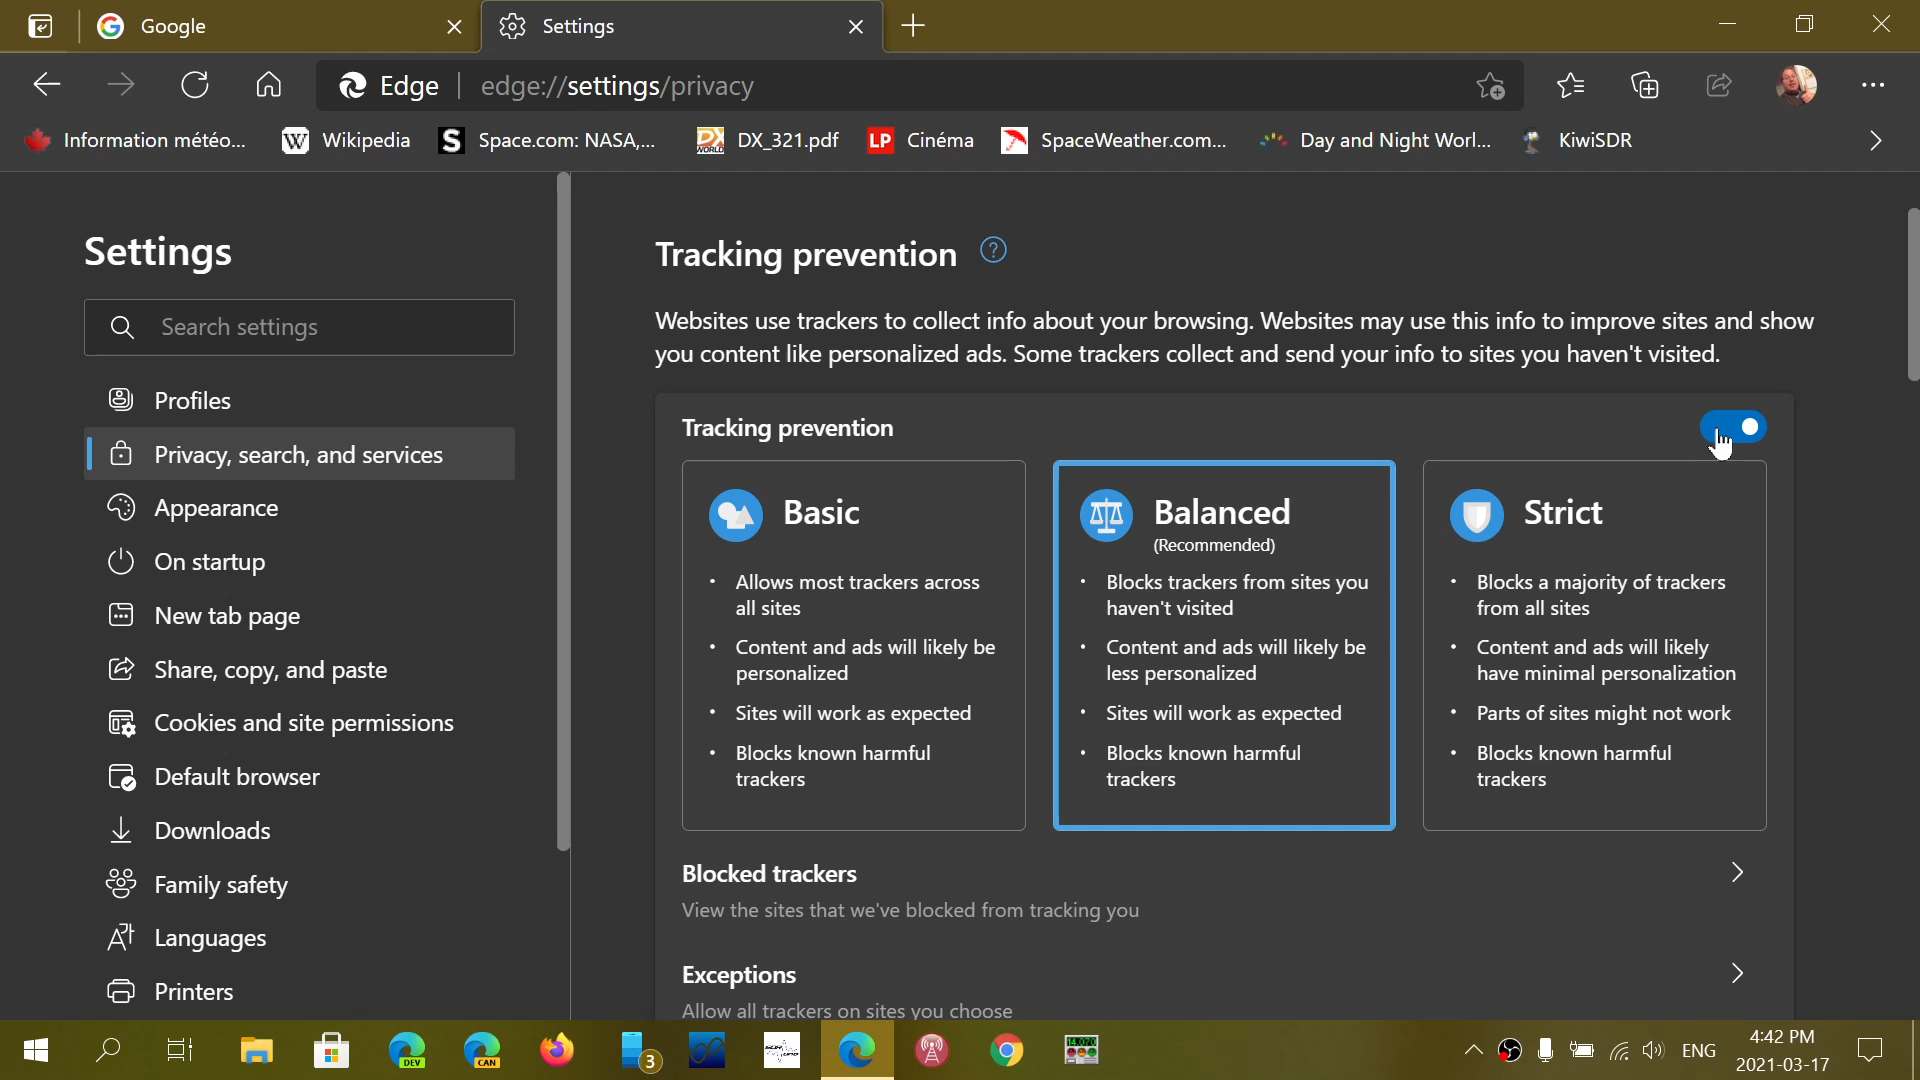 Google
Settings
Edge
edge://settings/privacy
Information météo...
W Wikipedia
S Space.com: NASA,...
DX WORLD DX_321.pdf
LP Cinéma
SpaceWeather.com...
Day and Night Worl...
KiwiSDR
Settings
Search settings
Profiles
Privacy, search, and services
Appearance
On startup
New tab page
Share, copy, and paste
Cookies and site permissions
Default browser
Downloads
Family safety
Languages
Printers
Tracking prevention ?
Websites use trackers to collect info about your browsing. Websites may use this info to improve sites and show
you content like personalized ads. Some trackers collect and send your info to sites you haven't visited.
Tracking prevention
Basic
• Allows most trackers across
all sites
• Content and ads will likely be
personalized
• Sites will work as expected
• Blocks known harmful
trackers
Balanced
(Recommended)
• Blocks trackers from sites you
haven't visited
• Content and ads will likely be
less personalized
• Sites will work as expected
• Blocks known harmful
trackers
Strict
• Blocks a majority of trackers
from all sites
• Content and ads will likely
have minimal personalization
• Parts of sites might not work
• Blocks known harmful
trackers
Blocked trackers
View the sites that we've blocked from tracking you
Exceptions
Allow all trackers on sites you choose
DEV
CAN
3
14.070
ENG
4:42 PM
2021-03-17